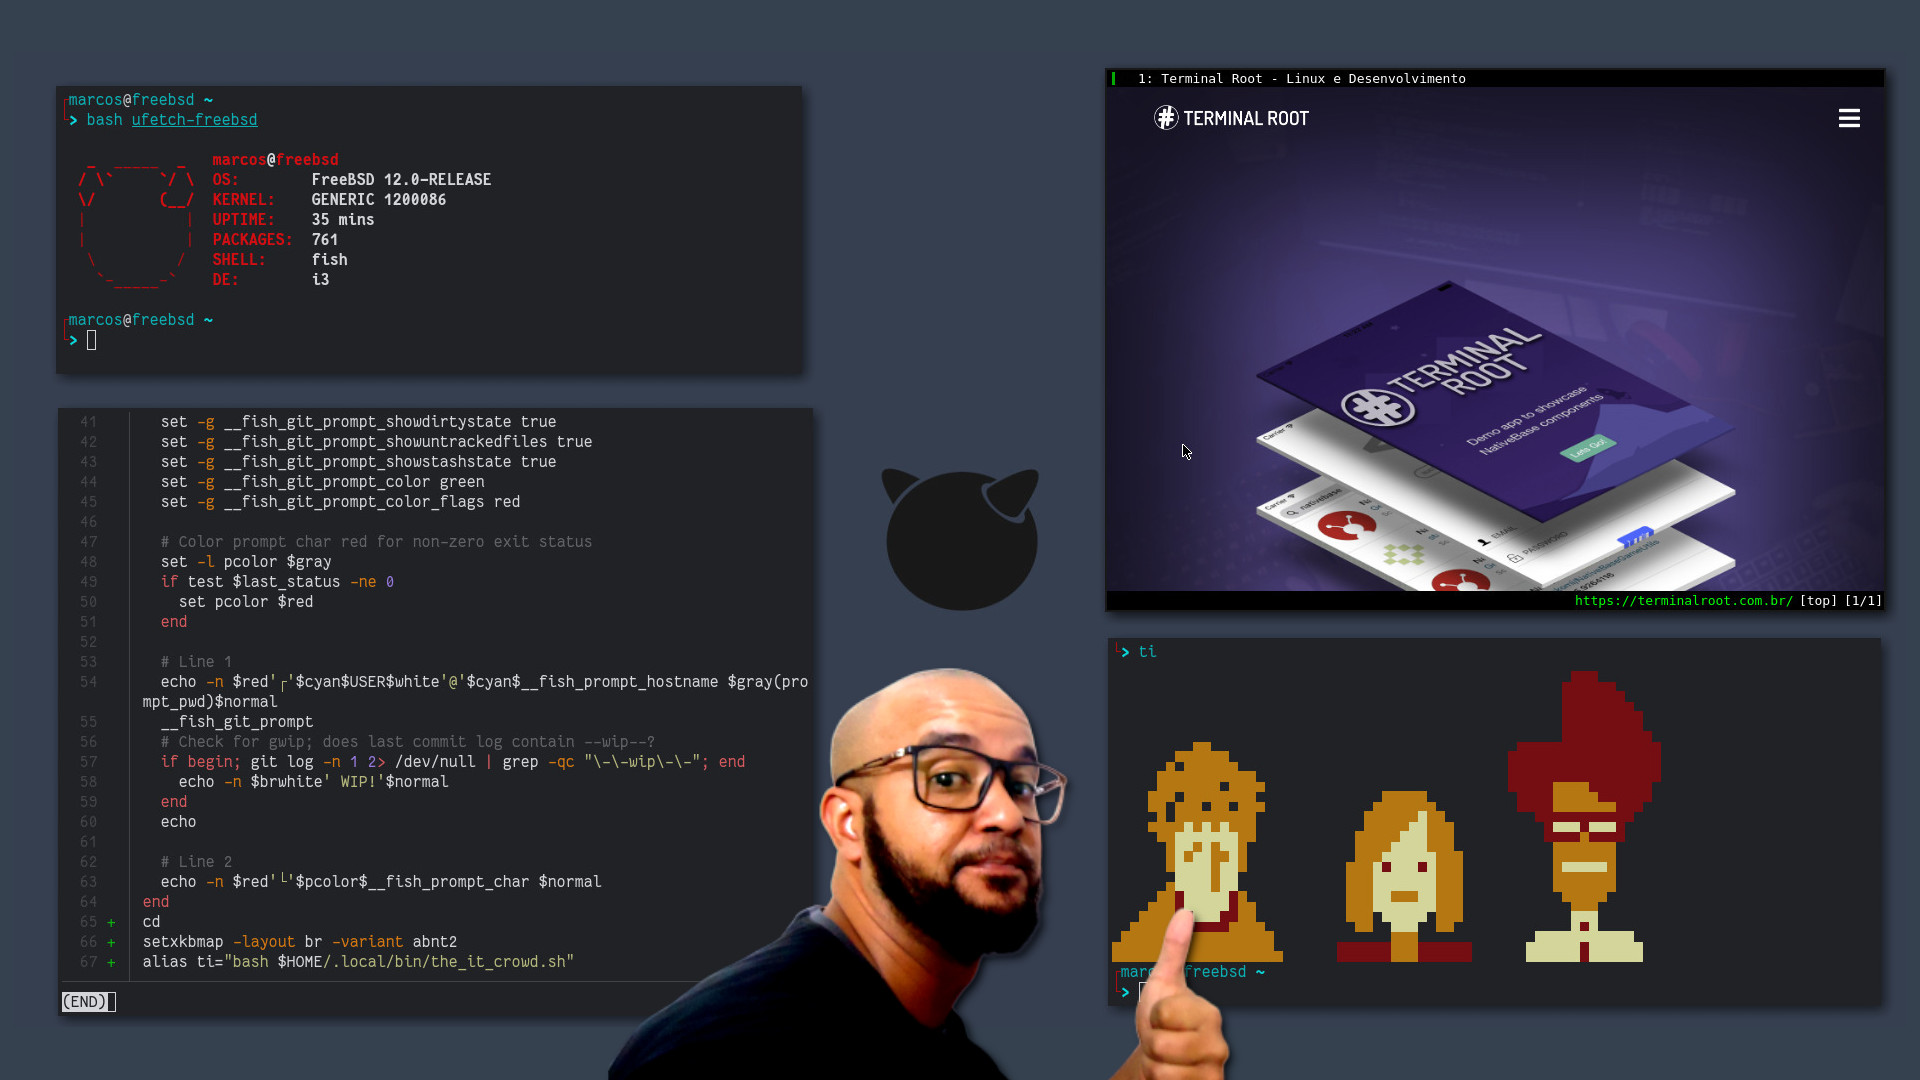 marcos@freebsd ~
> bash ufetch-freebsd
marcos@freebsd
OS: FreeBSD 12.0-RELEASE
KERNEL: GENERIC 1200086
UPTIME: 35 mins
PACKAGES: 761
SHELL: fish
DE: i3
marcos@freebsd ~
>
41 set -g __fish_git_prompt_showdirtystate true
42 set -g __fish_git_prompt_showuntrackedfiles true
43 set -g __fish_git_prompt_showstashstate true
44 set -g __fish_git_prompt_color green
45 set -g __fish_git_prompt_color_flags red
46
47 # Color prompt char red for non-zero exit status
48 set -l pcolor $gray
49 if test $last_status -ne 0
50 set pcolor $red
51 end
52
53 # Line 1
54 echo -n $red'┌'$cyan$USER$white'@'$cyan$__fish_prompt_hostname $gray(pro
mpt_pwd)$normal
55 __fish_git_prompt
56 # Check for gwip; does last commit log contain --wip--?
57 if begin; git log -n 1 2> /dev/null | grep -qc "\-\-wip\-\-"; end
58 echo -n $brwhite' WIP!'$normal
59 end
60 echo
61
62 # Line 2
63 echo -n $red'└'$pcolor$__fish_prompt_char $normal
64 end
65 + cd
66 + setxkbmap -layout br -variant abnt2
67 + alias ti="bash $HOME/.local/bin/the_it_crowd.sh"
(END)
1: Terminal Root - Linux e Desenvolvimento
TERMINAL ROOT
TERMINAL
ROOT
Demo app to showcase
NativeBase components
Lets Go!
Carrier
Carrier
nativebase
EMAIL
PASSWORD
https://terminalroot.com.br/ [top] [1/1]
> ti
marc freebsd ~
>